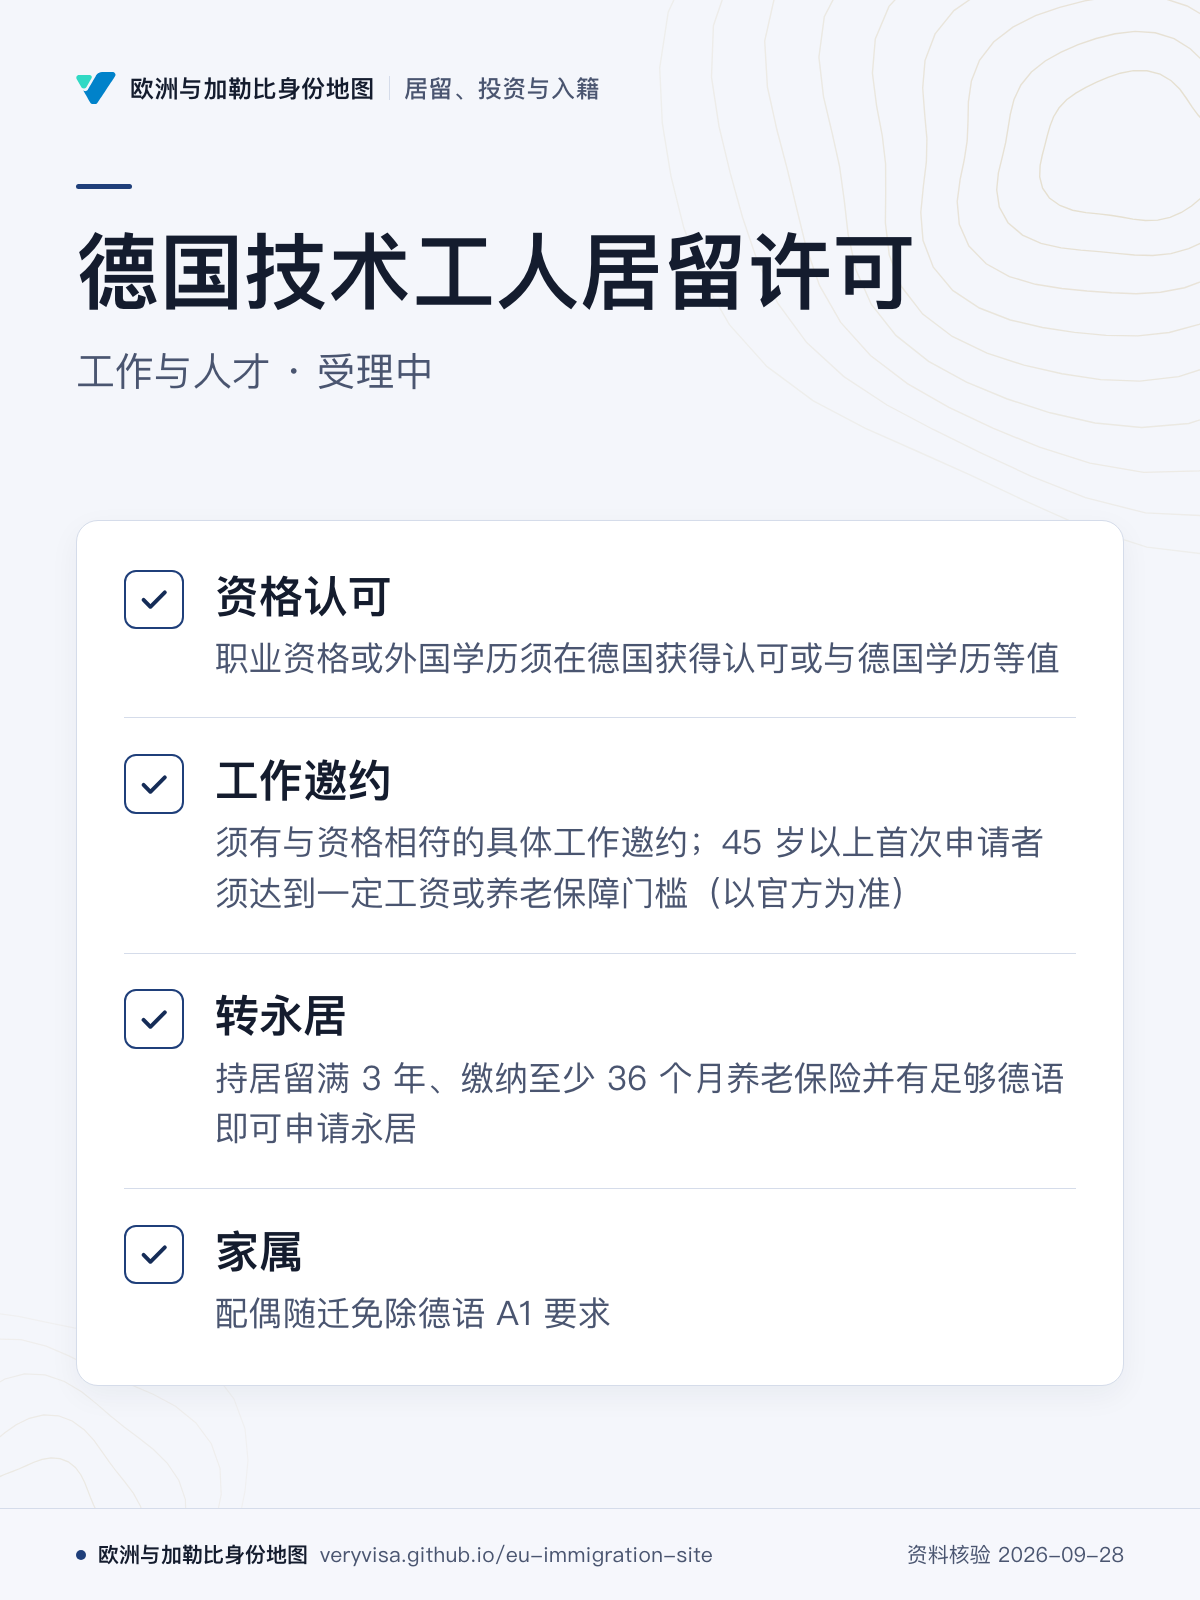 欧洲与加勒比身份地图 居留、投资与入籍
德国技术工人居留许可
工作与人才 · 受理中
资格认可
职业资格或外国学历须在德国获得认可或与德国学历等值
工作邀约
须有与资格相符的具体工作邀约；45 岁以上首次申请者
须达到一定工资或养老保障门槛（以官方为准）
转永居
持居留满 3 年、缴纳至少 36 个月养老保险并有足够德语
即可申请永居
家属
配偶随迁免除德语 A1 要求
欧洲与加勒比身份地图 veryvisa.github.io/eu-immigration-site 资料核验 2026-09-28